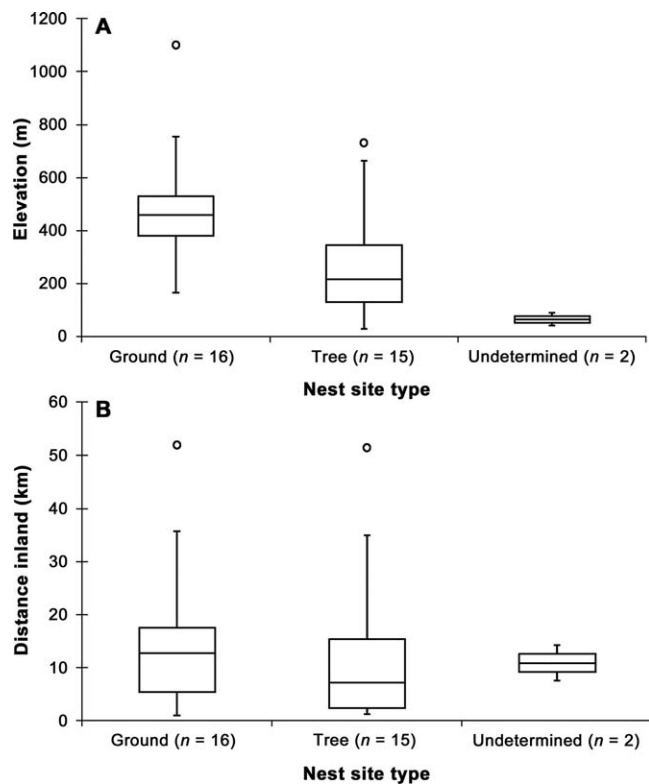 A
1200
1000
800
600
400
200
0
Elevation (m)
Ground (n = 16) Tree (n = 15) Undetermined (n = 2)
Nest site type
B
60
50
40
30
20
10
0
Distance inland (km)
Ground (n = 16) Tree (n = 15) Undetermined (n = 2)
Nest site type